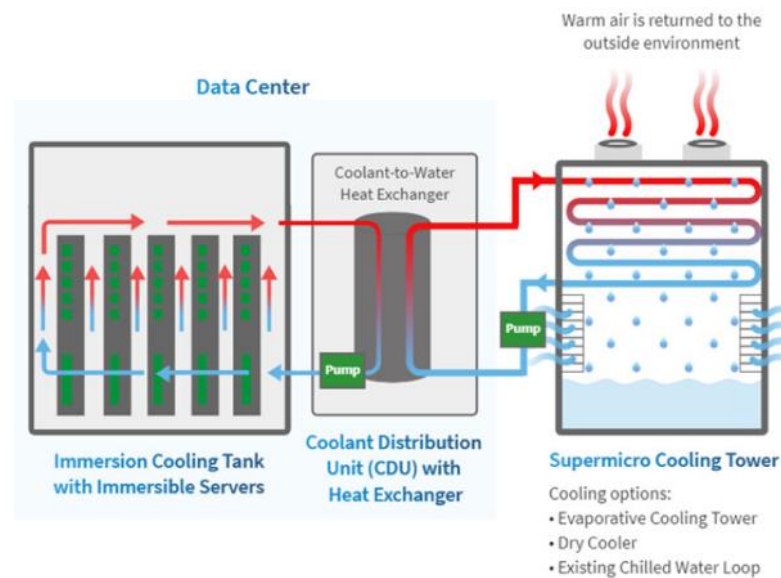 Warm air is returned to the
outside environment
Data Center
Coolant-to-Water
Heat Exchanger
Pump
Pump
Immersion Cooling Tank
with Immersible Servers
Coolant Distribution
Unit (CDU) with
Heat Exchanger
Supermicro Cooling Tower
Cooling options:
• Evaporative Cooling Tower
• Dry Cooler
• Existing Chilled Water Loop